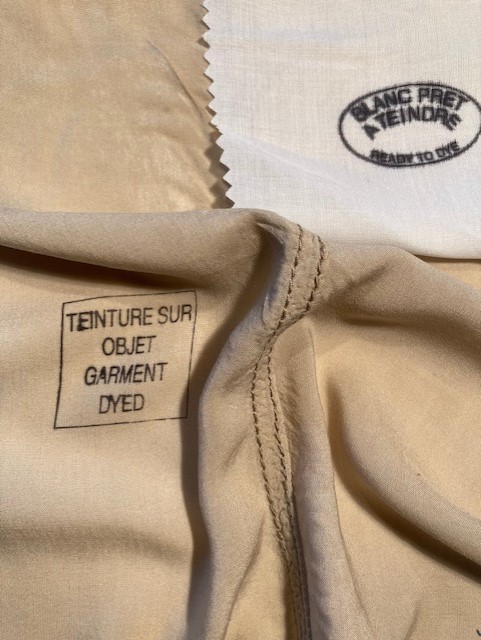 BLANC PRET
A TEINDRE
READY TO DYE
TEINTURE SUR
OBJET
GARMENT
DYED